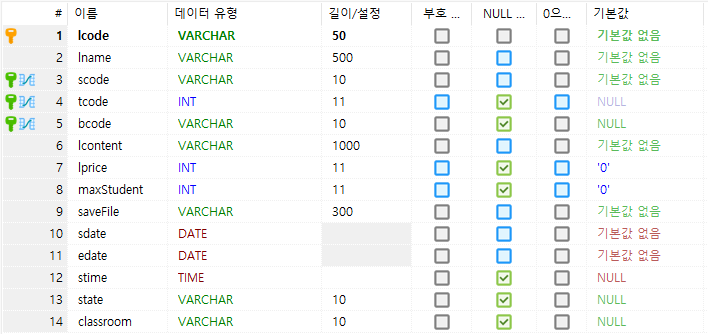 # 이름 데이터 유형 길이/설정 부호 ... NULL ... 0으... 기본값
1 lcode VARCHAR 50 기본값 없음
2 lname VARCHAR 500 기본값 없음
3 scode VARCHAR 10 기본값 없음
4 tcode INT 11 NULL
5 bcode VARCHAR 10 NULL
6 lcontent VARCHAR 1000 기본값 없음
7 lprice INT 11 '0'
8 maxStudent INT 11 '0'
9 saveFile VARCHAR 300 기본값 없음
10 sdate DATE 기본값 없음
11 edate DATE 기본값 없음
12 stime TIME NULL
13 state VARCHAR 10 NULL
14 classroom VARCHAR 10 NULL